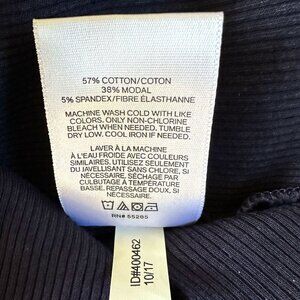 57% COTTON/COTON
38% MODAL
5% SPANDEX/FIBRE ÉLASTHANNE
MACHINE WASH COLD WITH LIKE
COLORS. ONLY NON-CHLORINE
BLEACH WHEN NEEDED. TUMBLE
DRY LOW. COOL IRON IF NEEDED.
LAVER À LA MACHINE
À L'EAU FROIDE AVEC COULEURS
SIMILAIRES, UTILISEZ SEULEMENT
DU JAVELLISANT SANS CHLORE, SI
NÉCESSAIRE. SÉCHAGE PAR
CULBUTAGE À TEMPÉRATURE
BASSE. REPASSAGE DOUX, SI
NÉCESSAIRE.
RN# 55285
ID#400462
10/17